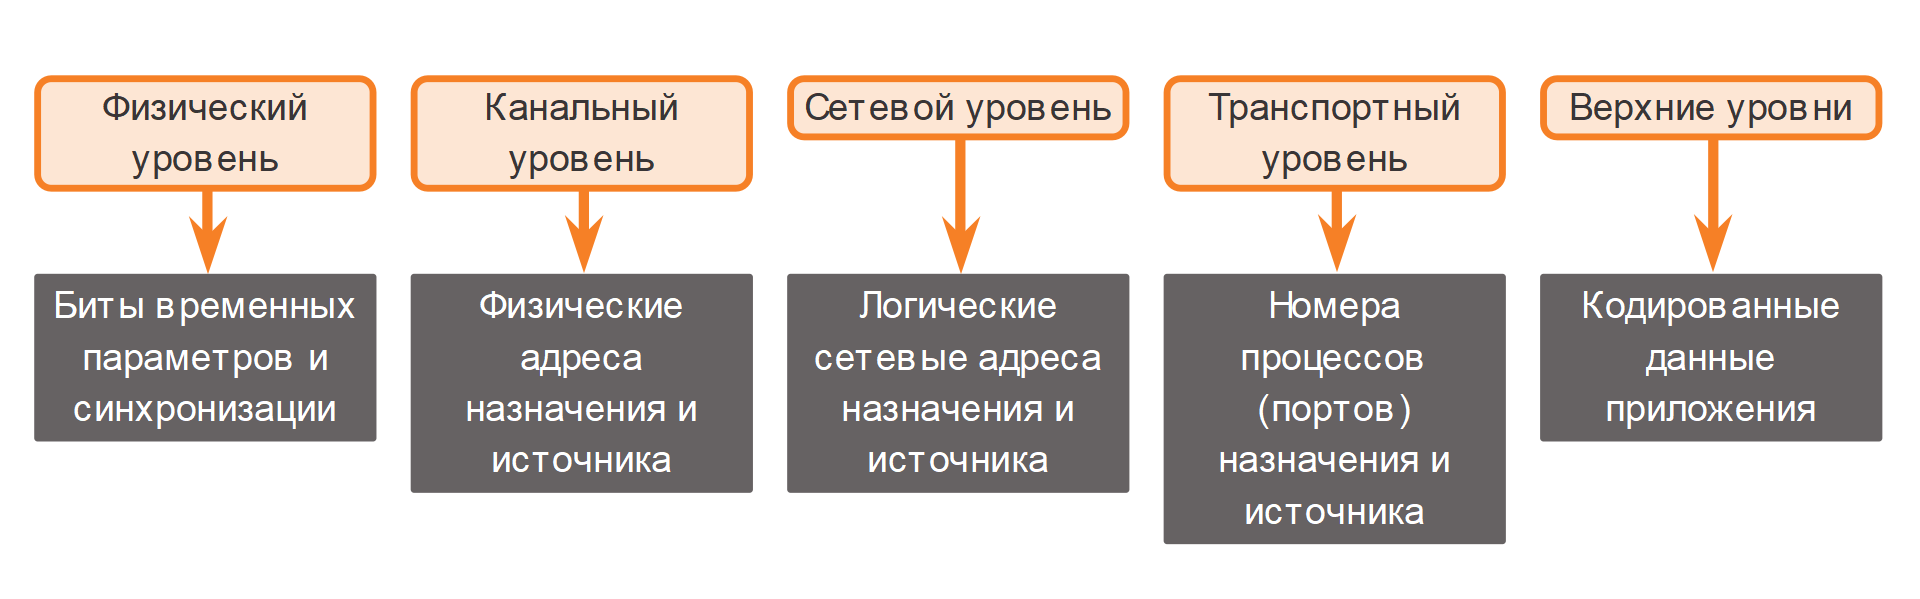 Физический
уровень
Биты временных
параметров и
синхронизации
Канальный
уровень
Физические
адреса
назначения и
источника
Сетевой уровень
Логические
сетевые адреса
назначения и
источника
Транспортный
уровень
Номера
процессов
(портов)
назначения и
источника
Верхние уровни
Кодированные
данные
приложения